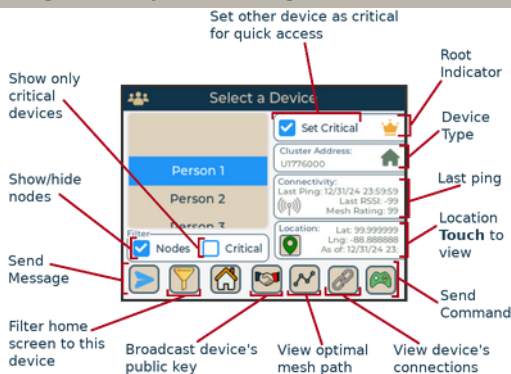 Set other device as critical
for quick access
Root
Indicator
Show only
critical
devices
Select a Device
Set Critical
Device
Type
Cluster Address:
U1776000
Person 1
Connectivity:
Last Ping: 12/31/24 23:59:59
Last RSSI: -99
Mesh Rating: 99
Last ping
Show/hide
nodes
Person 2
Person 3
Location:
Lat: 99.999999
Lng: -88.888888
As of: 12/31/24 23:
Location
Touch to
view
Filter
Nodes
Critical
Send
Message
Send
Command
Filter home
screen to this
device
Broadcast device's
public key
View optimal
mesh path
View device's
connections